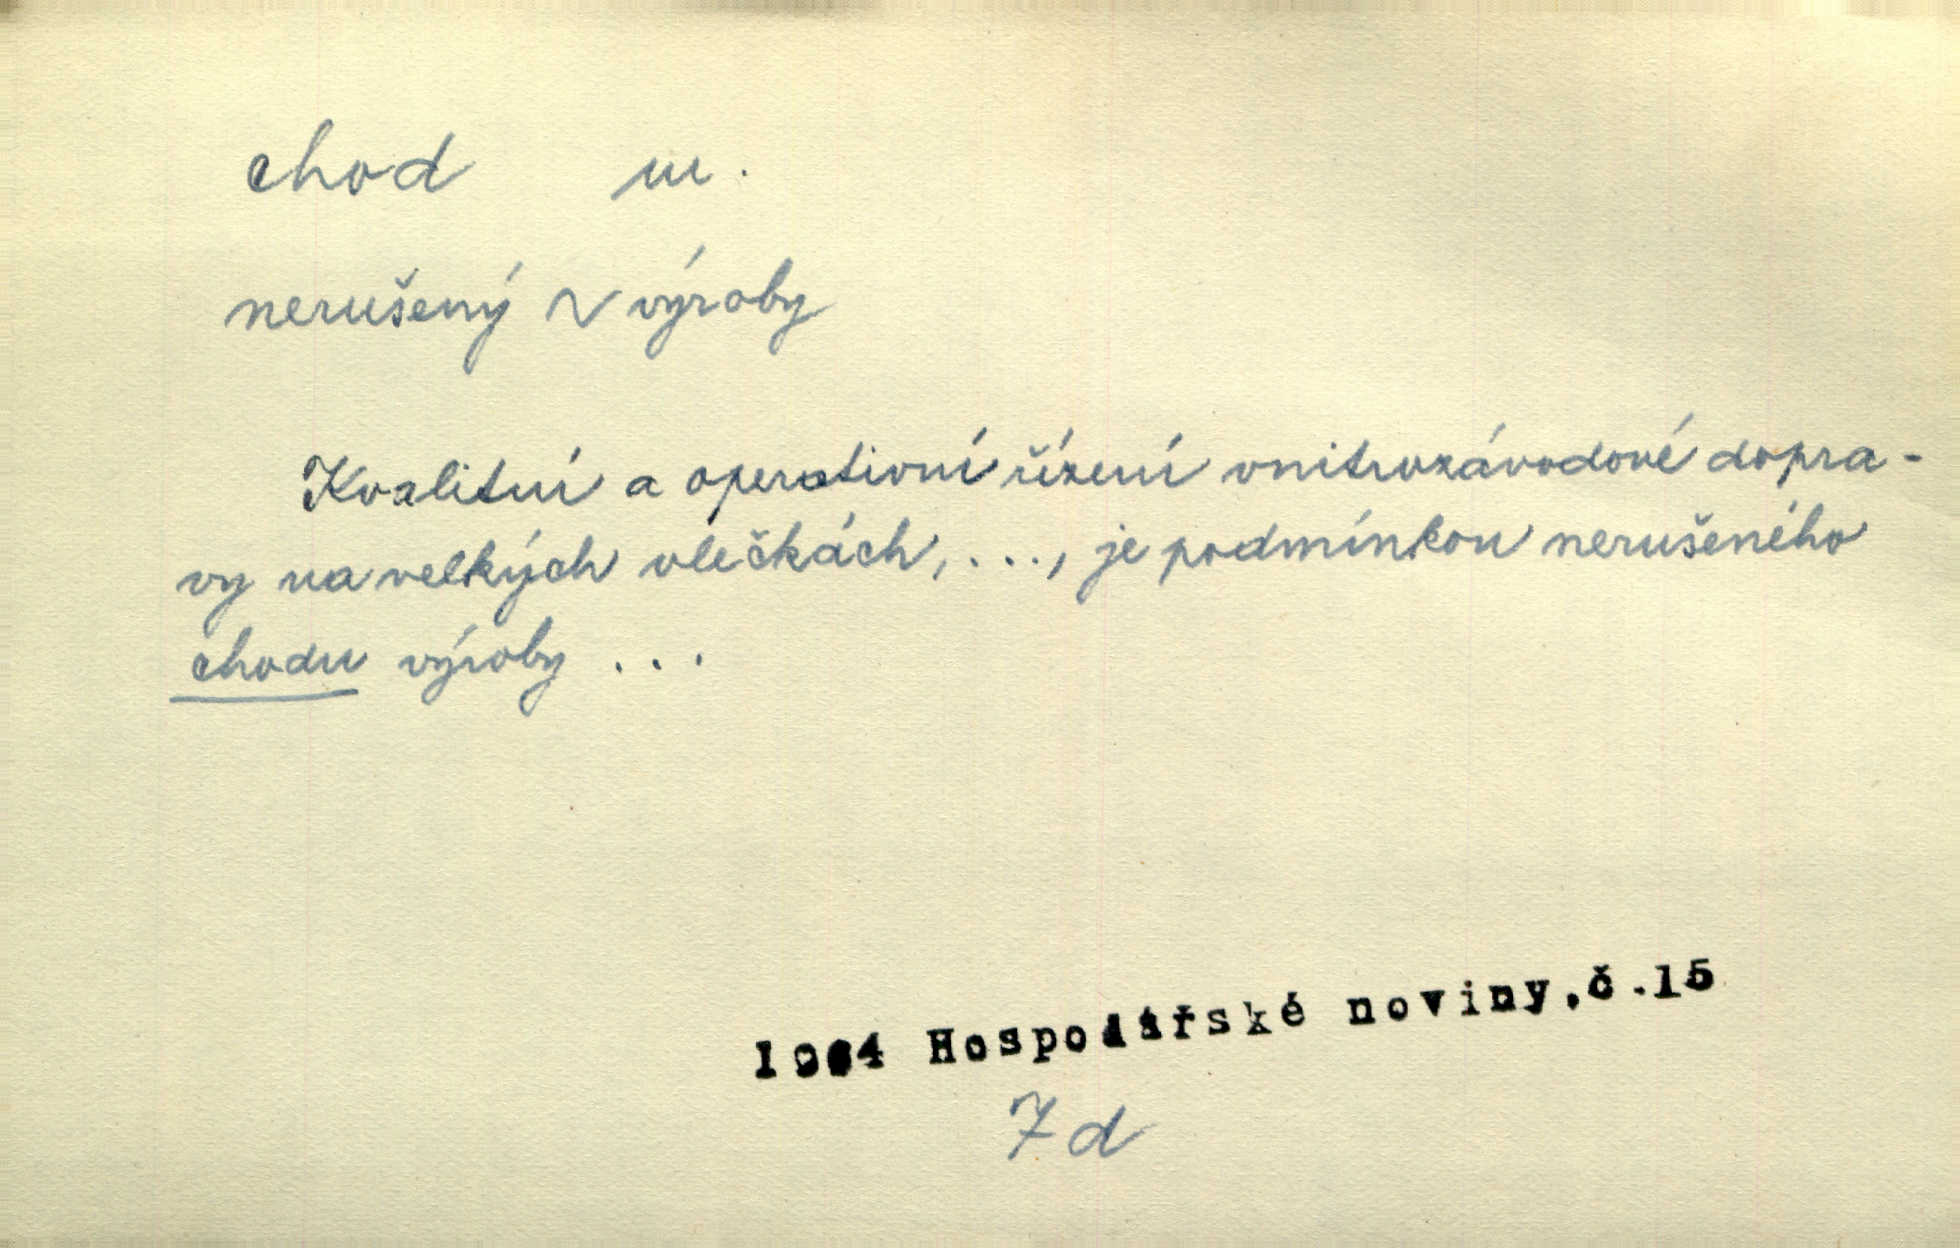 chod m.
nerušený ~ výroby
Kvalitní a operativní řízení vnitrozávodové dopra-
vy na velkých vlečkách, ..., je podmínkou nerušeného
chodu výroby ...
1964 Hospodářské noviny, č.15
7d